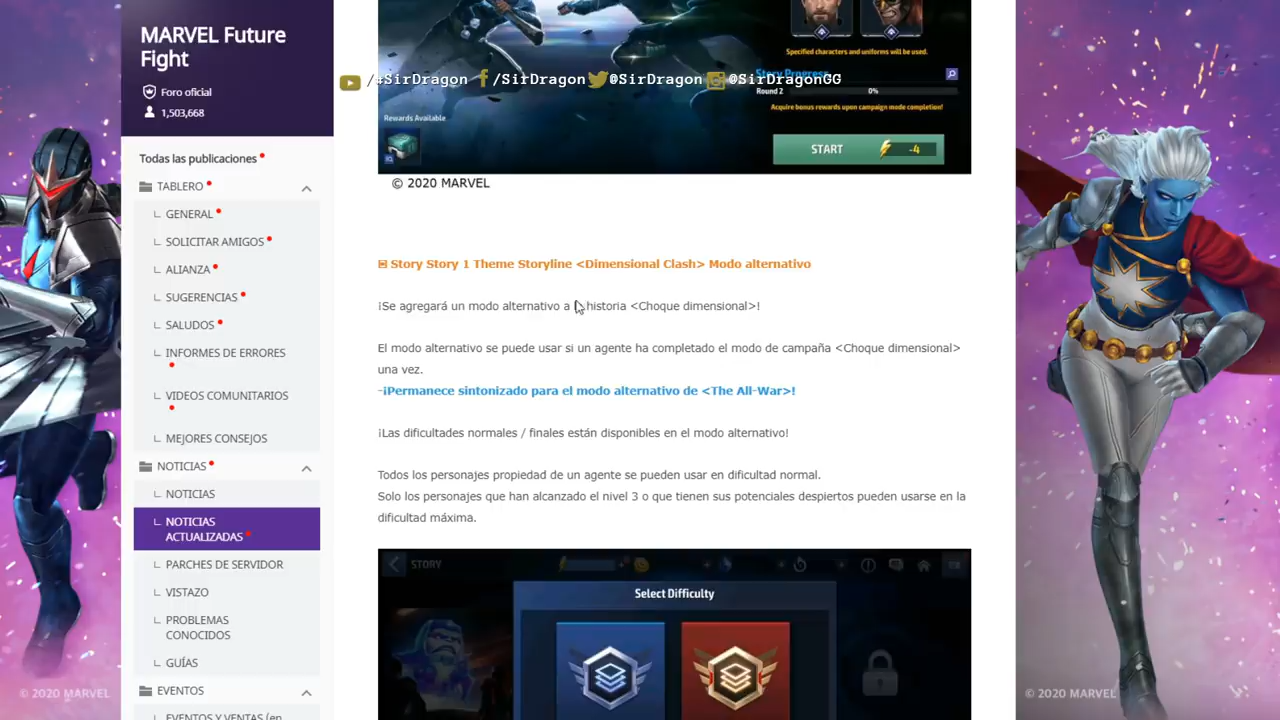 MARVEL Future
Fight
Foro oficial
1,503,668
Todas las publicaciones
TABLERO
GENERAL
SOLICITAR AMIGOS
ALIANZA
SUGERENCIAS
SALUDOS
INFORMES DE ERRORES
VIDEOS COMUNITARIOS
MEJORES CONSEJOS
NOTICIAS
NOTICIAS
NOTICIAS
ACTUALIZADAS
PARCHES DE SERVIDOR
VISTAZO
PROBLEMAS
CONOCIDOS
GUÍAS
EVENTOS
EVENTOS Y VENTAS (en
Specified characters and uniforms will be used.
/#SirDragon /SirDragon @SirDragon @SirDragonGG
Story Progress
Round 2 0%
Acquire bonus rewards upon campaign mode completion!
Rewards Available
START -4
© 2020 MARVEL
Story Story 1 Theme Storyline <Dimensional Clash> Modo alternativo
¡Se agregará un modo alternativo a historia <Choque dimensional>!
El modo alternativo se puede usar si un agente ha completado el modo de campaña <Choque dimensional>
una vez.
-¡Permanece sintonizado para el modo alternativo de <The All-War>!
¡Las dificultades normales / finales están disponibles en el modo alternativo!
Todos los personajes propiedad de un agente se pueden usar en dificultad normal.
Solo los personajes que han alcanzado el nivel 3 o que tienen sus potenciales despiertos pueden usarse en la
dificultad máxima.
STORY
Select Difficulty
© 2020 MARVEL
© 2020 MARVEL